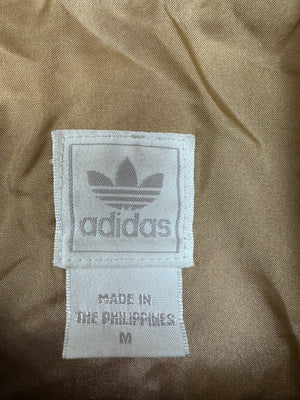 adidas
MADE IN
THE PHILIPPINES
M